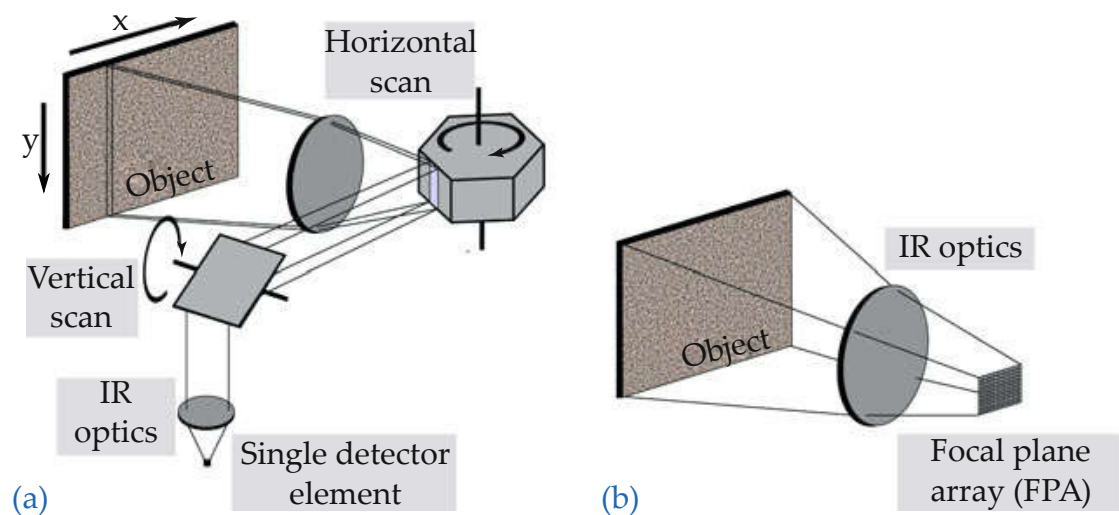 x
Horizontal
scan
y
Object
Vertical
scan
IR
optics
Single detector
element
(a)
IR optics
Object
Focal plane
array (FPA)
(b)